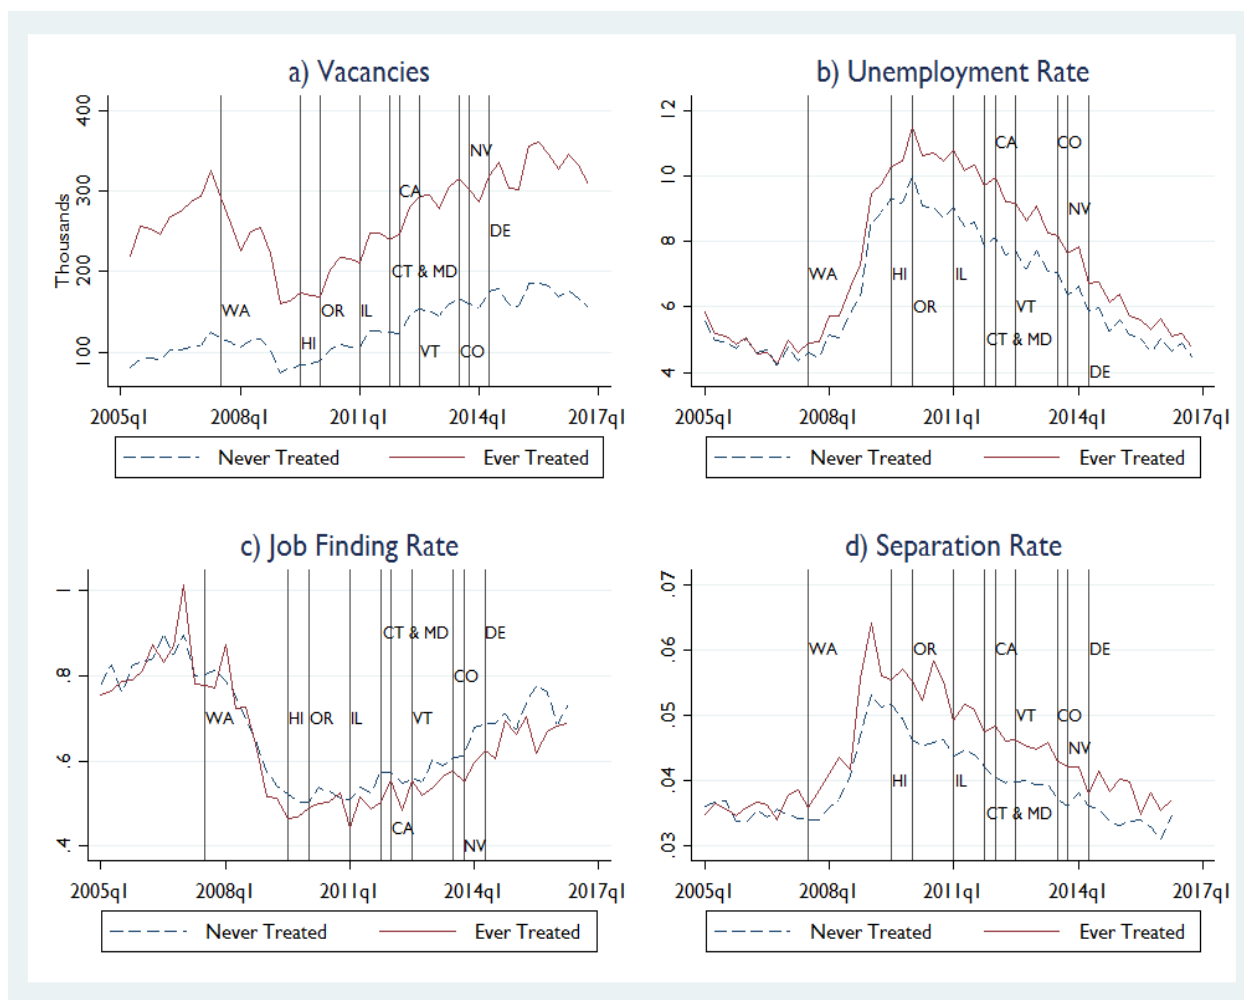 a) Vacancies
Thousands
400
300
200
100
NV
CA
DE
CT & MD
WA
OR
IL
HI
VT
CO
2005q1 2008q1 2011q1 2014q1 2017q1
Never Treated Ever Treated
b) Unemployment Rate
12
10
8
6
4
CA
CO
NV
WA
HI
IL
OR
VT
CT & MD
DE
2005q1 2008q1 2011q1 2014q1 2017q1
Never Treated Ever Treated
c) Job Finding Rate
1
.8
.6
.4
CT & MD
DE
CO
WA
HI
OR
IL
VT
CA
NV
2005q1 2008q1 2011q1 2014q1 2017q1
Never Treated Ever Treated
d) Separation Rate
.07
.06
.05
.04
.03
WA
OR
CA
DE
VT
CO
NV
HI
IL
CT & MD
2005q1 2008q1 2011q1 2014q1 2017q1
Never Treated Ever Treated